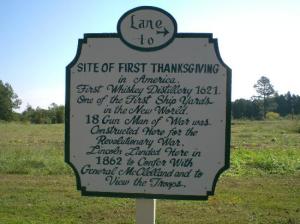 Lane
to
SITE OF FIRST THANKSGIVING
in America.
First Whiskey Distillery 1621.
One of the First Ship Yards
in the New World.
18 Gun Man of War was
Constructed Here for the
Revolutionary War.
Lincoln Landed Here in
1862 to Confer With
General McClelland and to
View the Troops.